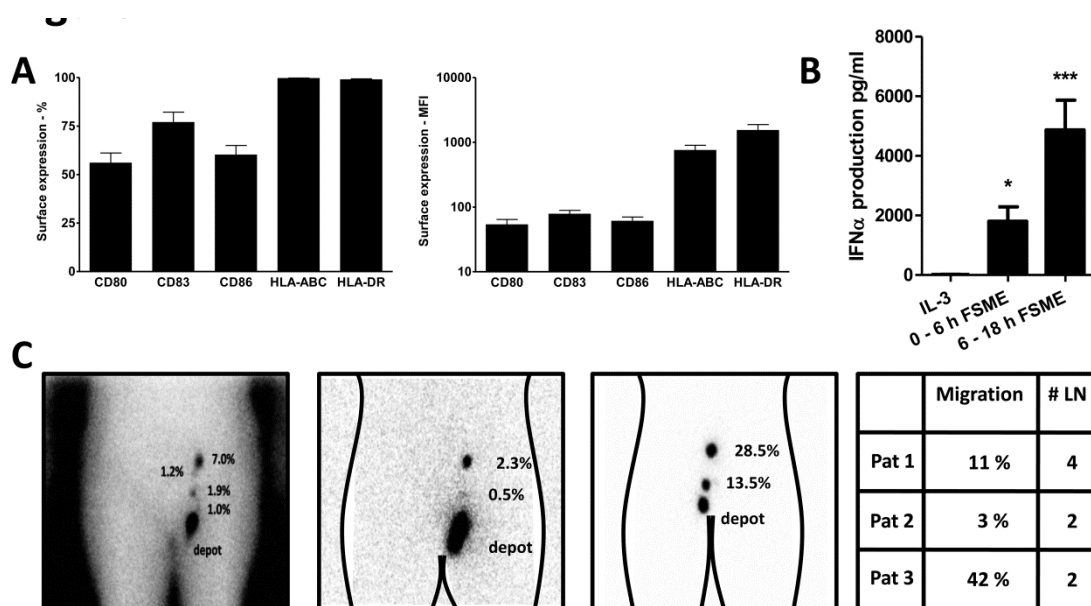 A
Surface expression - %
100
75
50
25
0
CD80 CD83 CD86 HLA-ABC HLA-DR
Surface expression - MFI
10000
1000
100
10
CD80 CD83 CD86 HLA-ABC HLA-DR
B
IFNα production pg/ml
8000
6000
4000
2000
0
*
***
IL-3
0 - 6 h FSME
6 - 18 h FSME
C
7.0%
1.2%
1.9%
1.0%
depot
2.3%
0.5%
depot
28.5%
13.5%
depot
Migration # LN
Pat 1 11 % 4
Pat 2 3 % 2
Pat 3 42 % 2